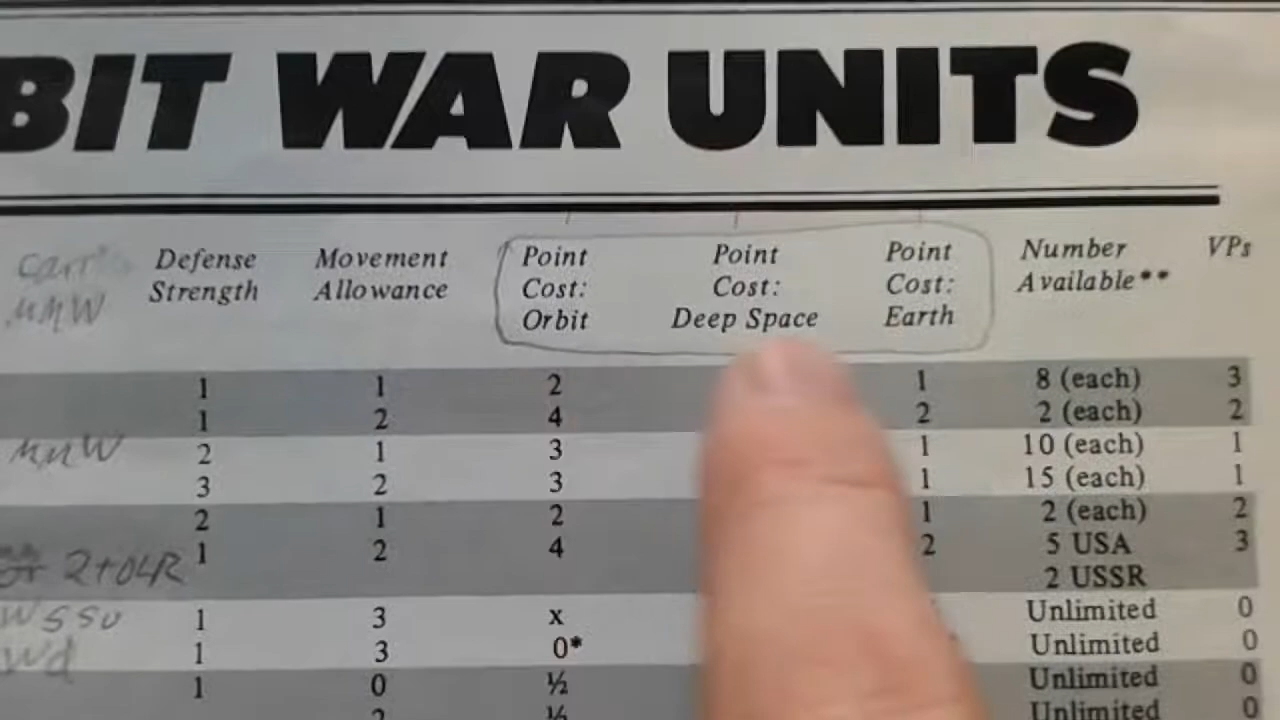 BIT WAR UNITS
Defense Strength
Movement Allowance
Point Cost: Orbit
Point Cost: Deep Space
Point Cost: Earth
Number Available**
VPs
1 1 2 1 8 (each) 3
1 2 4 2 2 (each) 2
2 1 3 1 10 (each) 1
3 2 3 1 15 (each) 1
2 1 2 1 2 (each) 2
2+OLR 1 2 4 2 5 USA 3
2 USSR
1 3 x Unlimited 0
1 3 0* Unlimited 0
1 0 ½ Unlimited 0
2 ½ Unlimited 0